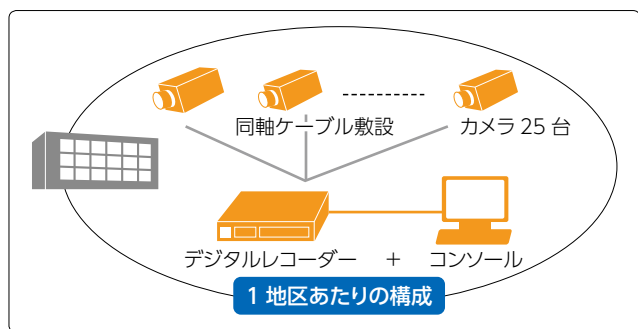 同軸ケーブル敷設
カメラ 25 台
デジタルレコーダー + コンソール
1 地区あたりの構成